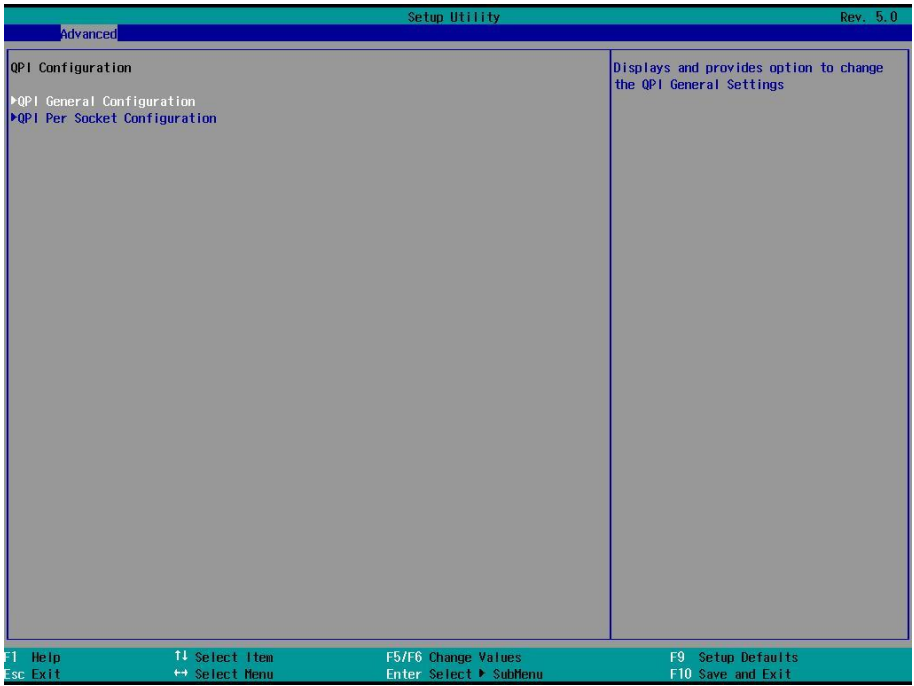 Setup Utility Rev. 5.0
Advanced
QPI Configuration
▶QPI General Configuration
▶QPI Per Socket Configuration
Displays and provides option to change
the QPI General Settings
F1 Help ↑↓ Select Item F5/F6 Change Values F9 Setup Defaults
Esc Exit ↔ Select Menu Enter Select ▶ SubMenu F10 Save and Exit